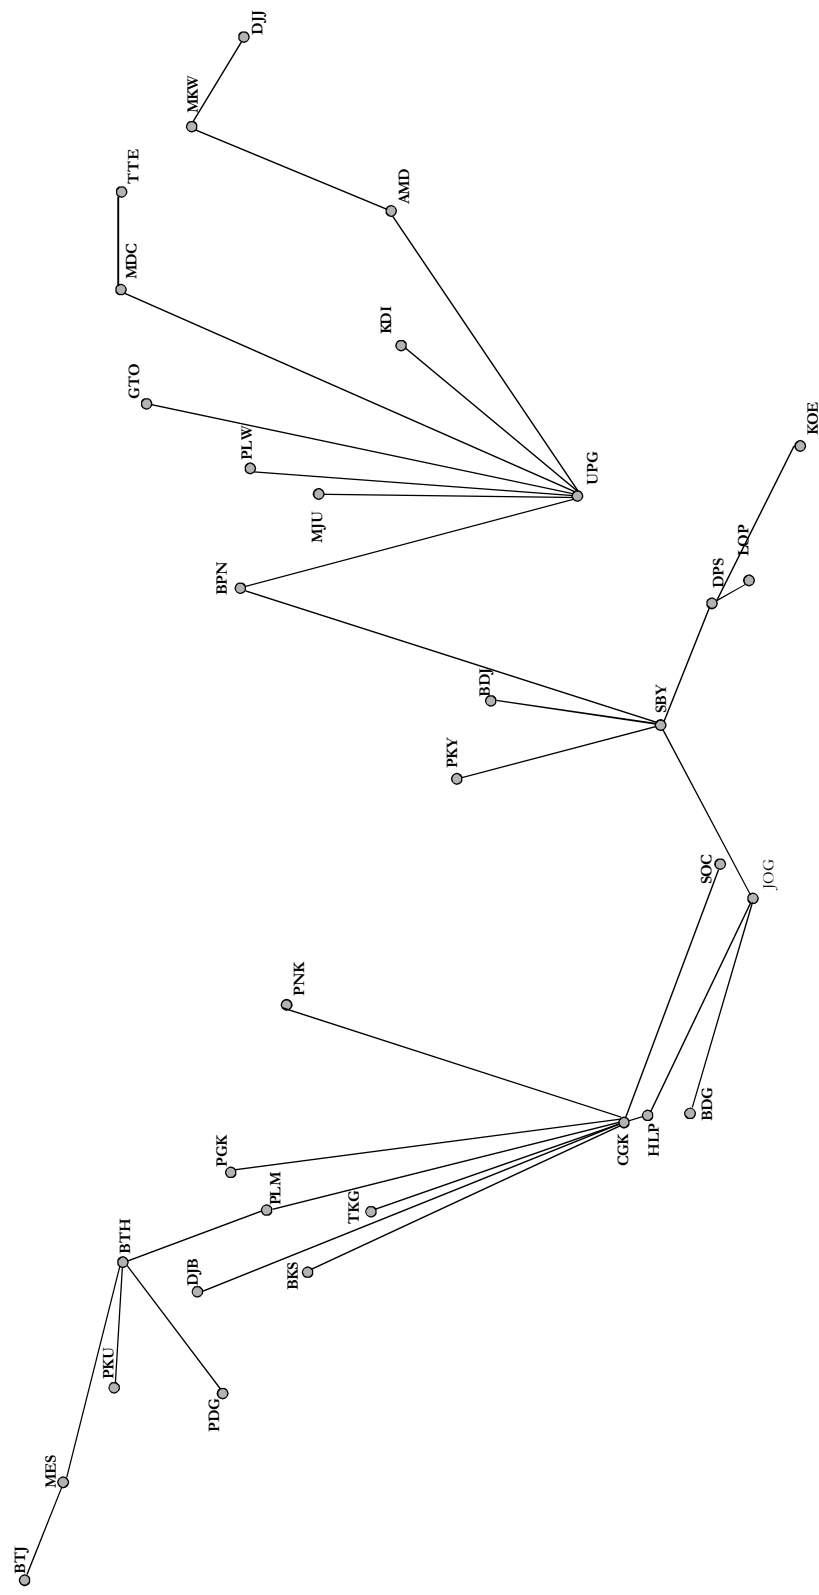 DJJ
MKW
TTE
AMD
MDC
KDI
GTO
KOE
PLW
UPG
MJU
LOP
DPS
BPN
BDJ
SBY
PKY
SOC
JOG
PNK
BDG
CGK
HLP
PGK
PLM
TKG
BTH
DJB
BKS
PKU
PDG
MES
BTJ